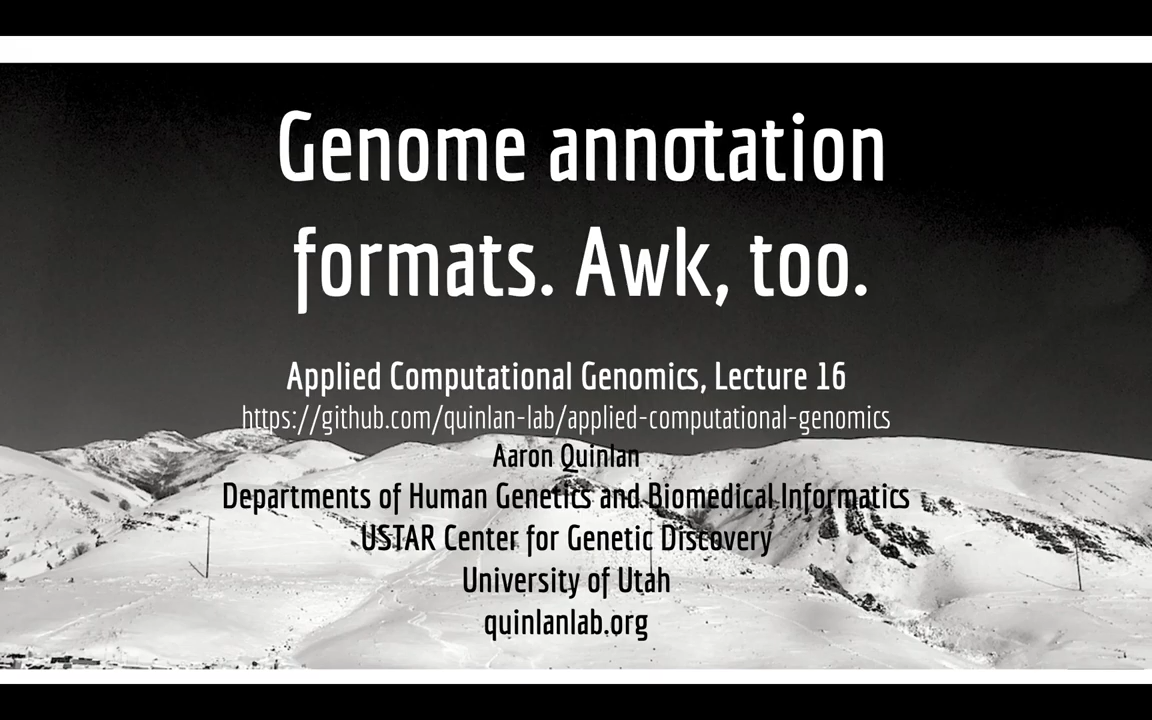 Genome annotation
formats. Awk, too.
Applied Computational Genomics, Lecture 16
https://github.com/quinlan-lab/applied-computational-genomics
Aaron Quinlan
Departments of Human Genetics and Biomedical Informatics
USTAR Center for Genetic Discovery
University of Utah
quinlanlab.org